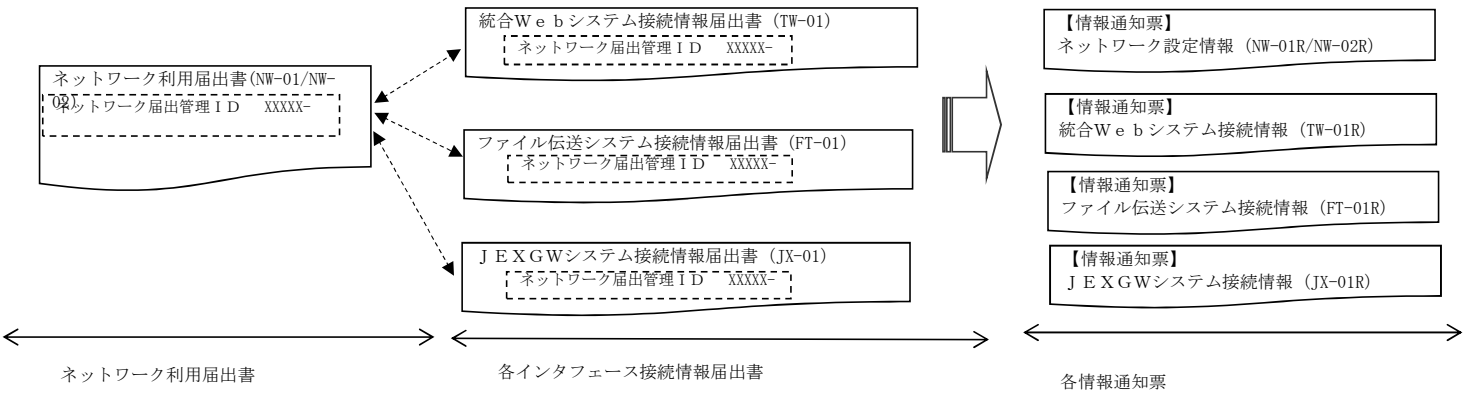 ネットワーク利用届出書(NW-01/NW-
02)
ネットワーク届出管理ＩＤ　XXXXX-
統合Ｗｅｂシステム接続情報届出書（TW-01）
ネットワーク届出管理ＩＤ　XXXXX-
ファイル伝送システム接続情報届出書（FT-01）
ネットワーク届出管理ＩＤ　XXXXX-
ＪＥＸＧＷシステム接続情報届出書（JX-01）
ネットワーク届出管理ＩＤ　XXXXX-
【情報通知票】
ネットワーク設定情報（NW-01R/NW-02R）
【情報通知票】
統合Ｗｅｂシステム接続情報（TW-01R）
【情報通知票】
ファイル伝送システム接続情報（FT-01R）
【情報通知票】
ＪＥＸＧＷシステム接続情報（JX-01R）
ネットワーク利用届出書
各インタフェース接続情報届出書
各情報通知票